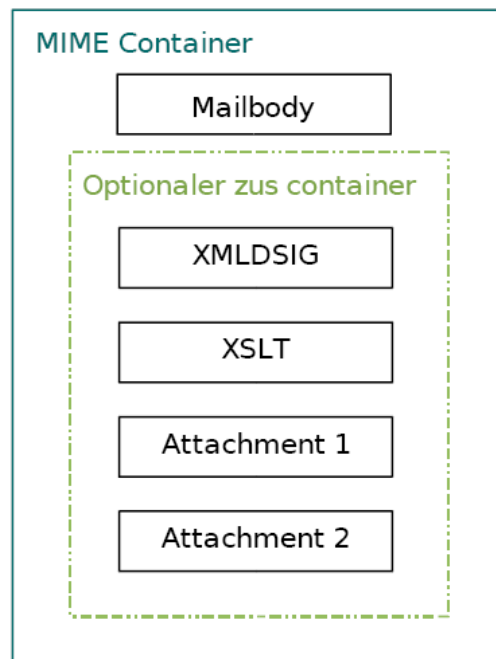 MIME Container
Mailbody
Optionaler zus container
XMLDSIG
XSLT
Attachment 1
Attachment 2